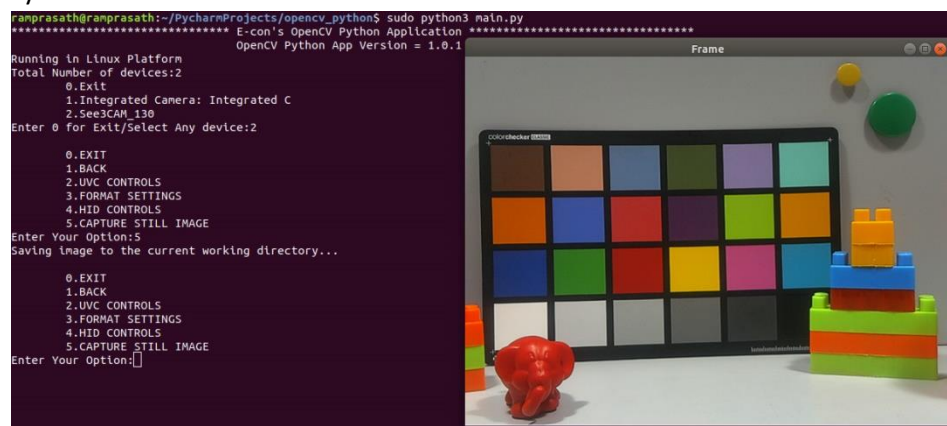 ramprasath@ramprasath:~/PycharmProjects/opencv_python$ sudo python3 main.py
******************************* E-con's OpenCV Python Application ********************************
OpenCV Python App Version = 1.0.1
Running in Linux Platform
Total Number of devices:2
0.Exit
1.Integrated Camera: Integrated C
2.See3CAM_130
Enter 0 for Exit/Select Any device:2
0.EXIT
1.BACK
2.UVC CONTROLS
3.FORMAT SETTINGS
4.HID CONTROLS
5.CAPTURE STILL IMAGE
Enter Your Option:5
Saving image to the current working directory...
0.EXIT
1.BACK
2.UVC CONTROLS
3.FORMAT SETTINGS
4.HID CONTROLS
5.CAPTURE STILL IMAGE
Enter Your Option:
Frame
colorchecker CLASSIC